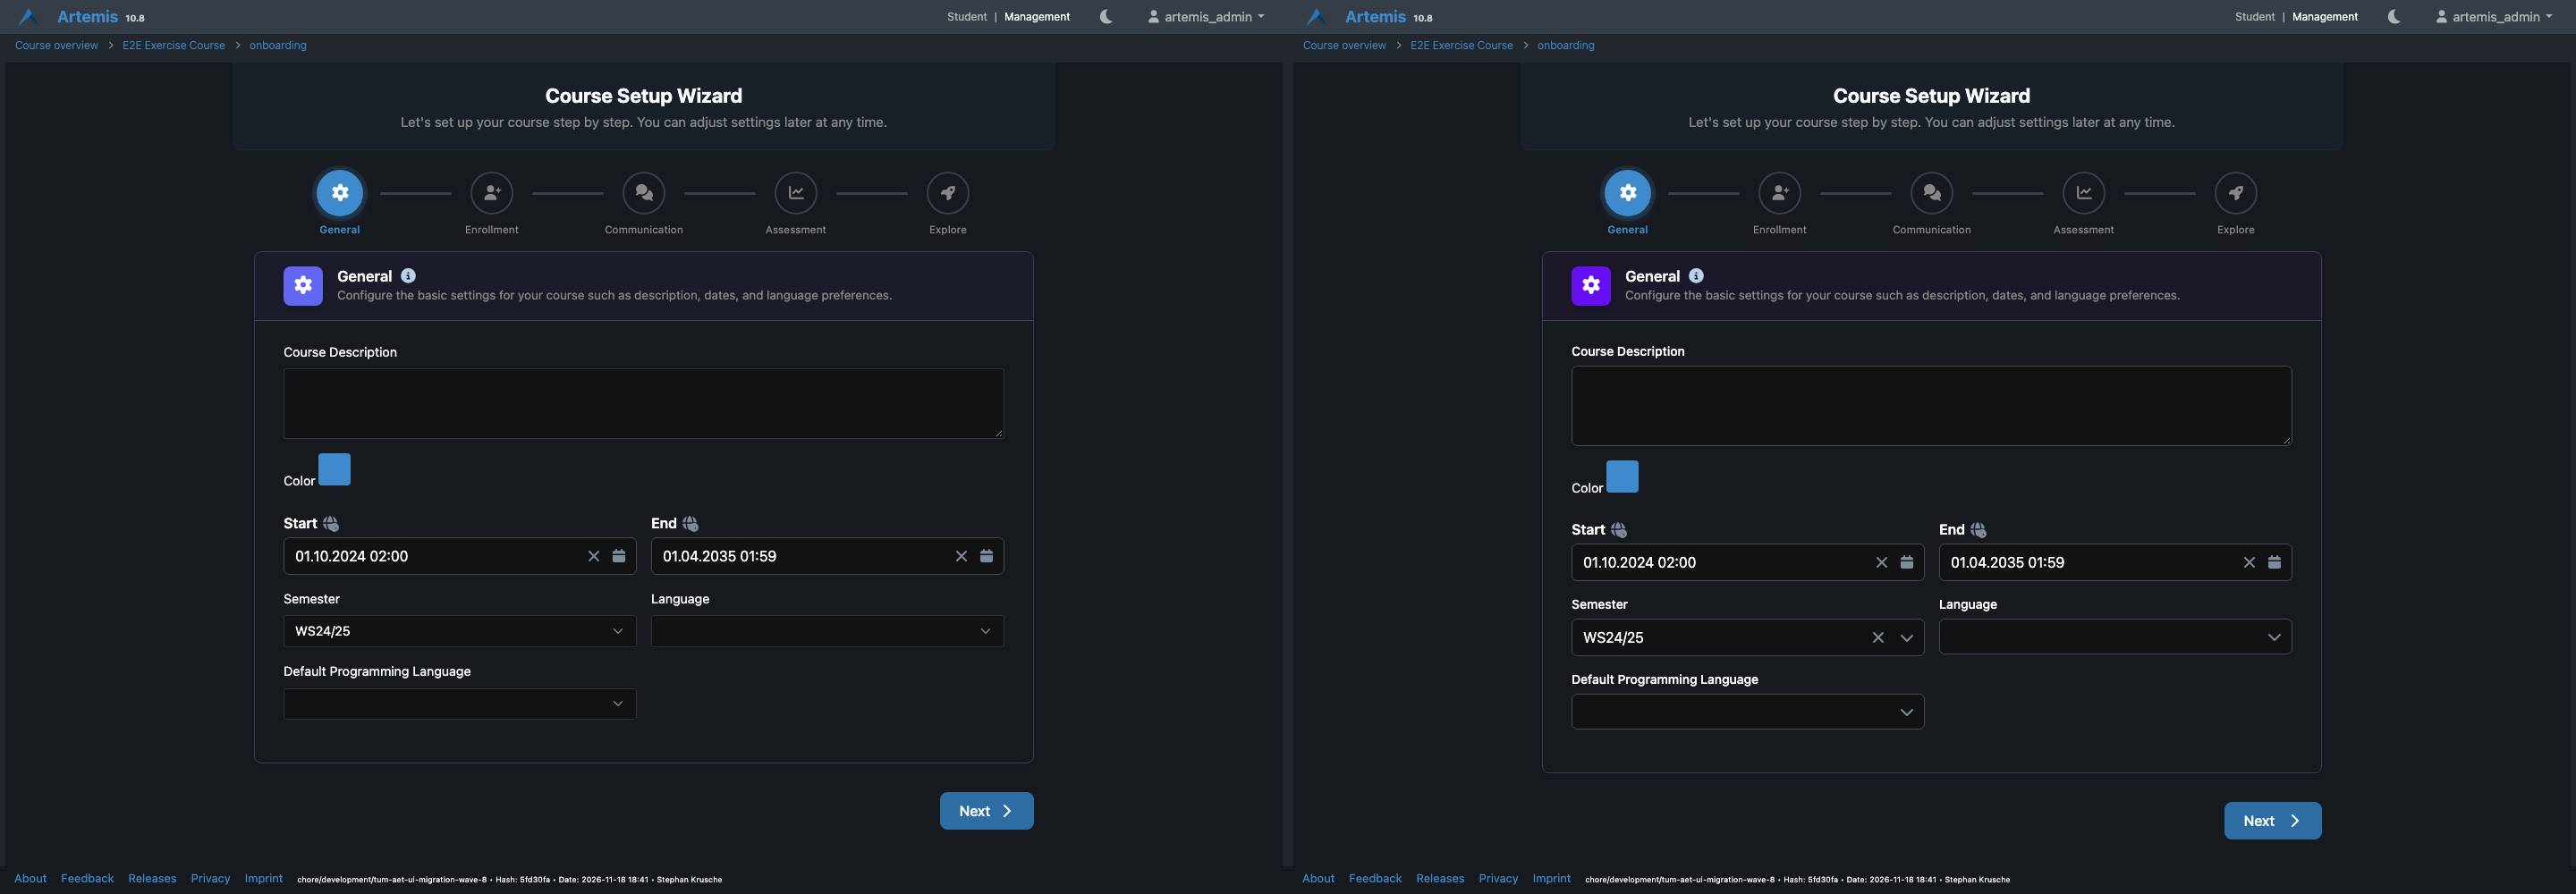 Artemis 10.8
Student | Management
artemis_admin
Course overview > E2E Exercise Course > onboarding
Course Setup Wizard
Let's set up your course step by step. You can adjust settings later at any time.
General
Enrollment
Communication
Assessment
Explore
General
Configure the basic settings for your course such as description, dates, and language preferences.
Course Description
Color
Start
End
01.10.2024 02:00
01.04.2035 01:59
Semester
Language
WS24/25
Default Programming Language
Next
About Feedback Releases Privacy Imprint chore/development/tum-aet-ui-migration-wave-8 • Hash: 5fd30fa • Date: 2026-11-18 18:41 • Stephan Krusche
Artemis 10.8
Student | Management
artemis_admin
Course overview > E2E Exercise Course > onboarding
Course Setup Wizard
Let's set up your course step by step. You can adjust settings later at any time.
General
Enrollment
Communication
Assessment
Explore
General
Configure the basic settings for your course such as description, dates, and language preferences.
Course Description
Color
Start
End
01.10.2024 02:00
01.04.2035 01:59
Semester
Language
WS24/25
Default Programming Language
Next
About Feedback Releases Privacy Imprint chore/development/tum-aet-ui-migration-wave-8 • Hash: 5fd30fa • Date: 2026-11-18 18:41 • Stephan Krusche